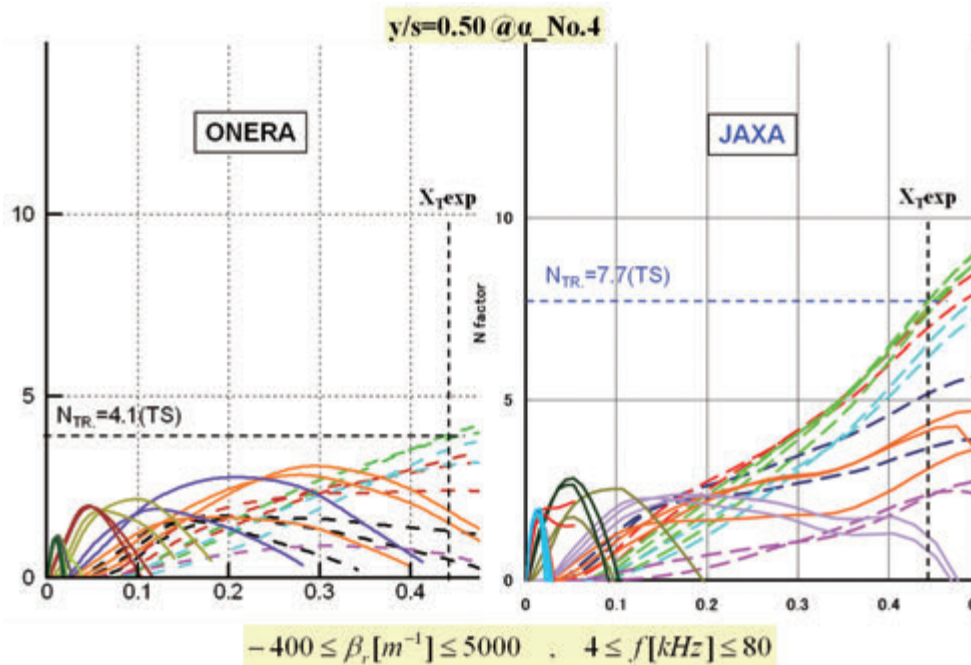 y/s=0.50 @α_No.4
ONERA
JAXA
X_Texp
X_Texp
10
10
N_TR.=7.7(TS)
N factor
5
5
N_TR.=4.1(TS)
0
0
0 0.1 0.2 0.3 0.4
0 0.1 0.2 0.3 0.4
-400 ≤ β_r[m⁻¹] ≤ 5000 , 4 ≤ f[kHz] ≤ 80